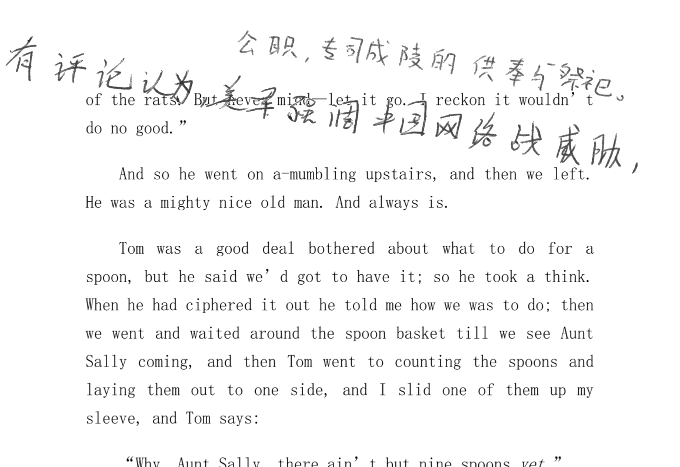 公职，专司成陵的供奉与祭祀。
有评论认为美军强调中国网络战威胁，
of the rats. But never mind—let it go. I reckon it wouldn’t
do no good.”
And so he went on a-mumbling upstairs, and then we left.
He was a mighty nice old man. And always is.
Tom was a good deal bothered about what to do for a
spoon, but he said we’d got to have it; so he took a think.
When he had ciphered it out he told me how we was to do; then
we went and waited around the spoon basket till we see Aunt
Sally coming, and then Tom went to counting the spoons and
laying them out to one side, and I slid one of them up my
sleeve, and Tom says:
“Why, Aunt Sally, there ain’t but nine spoons yet.”